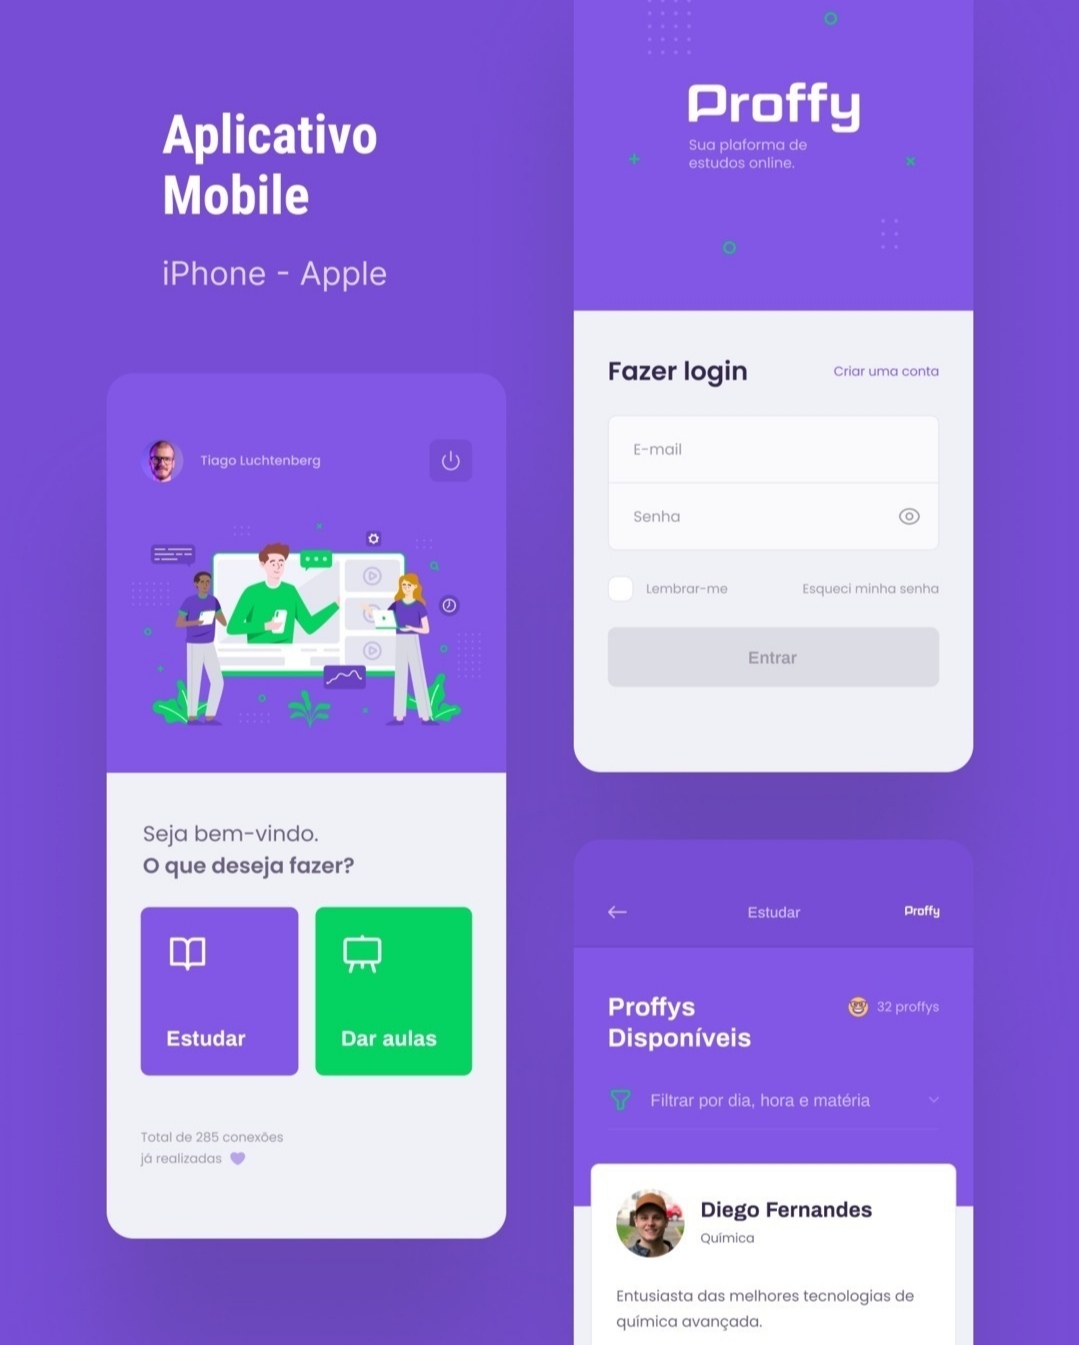 Aplicativo
Mobile
iPhone - Apple
Tiago Luchtenberg
Seja bem-vindo.
O que deseja fazer?
Estudar
Dar aulas
Total de 285 conexões
já realizadas
Proffy
Sua plaforma de
estudos online.
Fazer login
Criar uma conta
E-mail
Senha
Lembrar-me
Esqueci minha senha
Entrar
Estudar
Proffy
Proffys
Disponíveis
32 proffys
Filtrar por dia, hora e matéria
Diego Fernandes
Química
Entusiasta das melhores tecnologias de
química avançada.